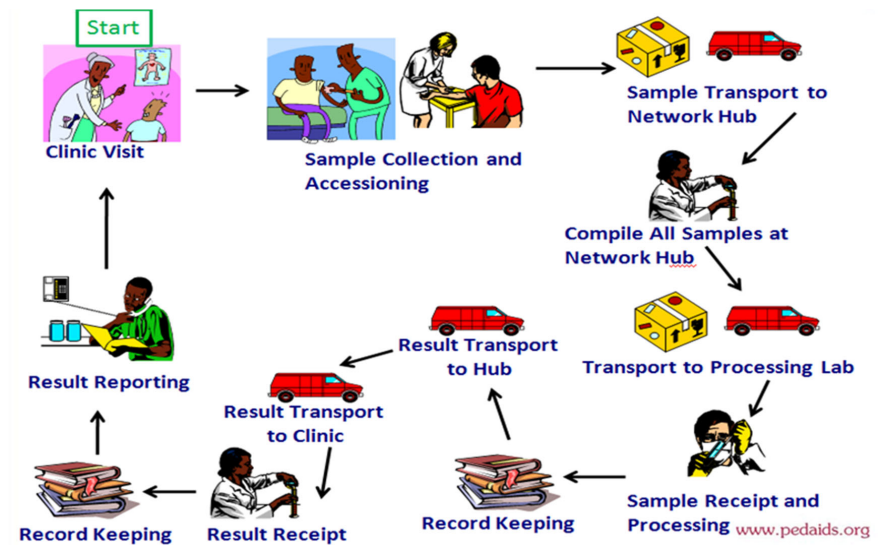 Start
Clinic Visit
Sample Collection and
Accessioning
Sample Transport to
Network Hub
Compile All Samples at
Network Hub
Transport to Processing Lab
Sample Receipt and
Processing
www.pedaids.org
Record Keeping
Result Transport
to Hub
Result Transport
to Clinic
Result Receipt
Record Keeping
Result Reporting